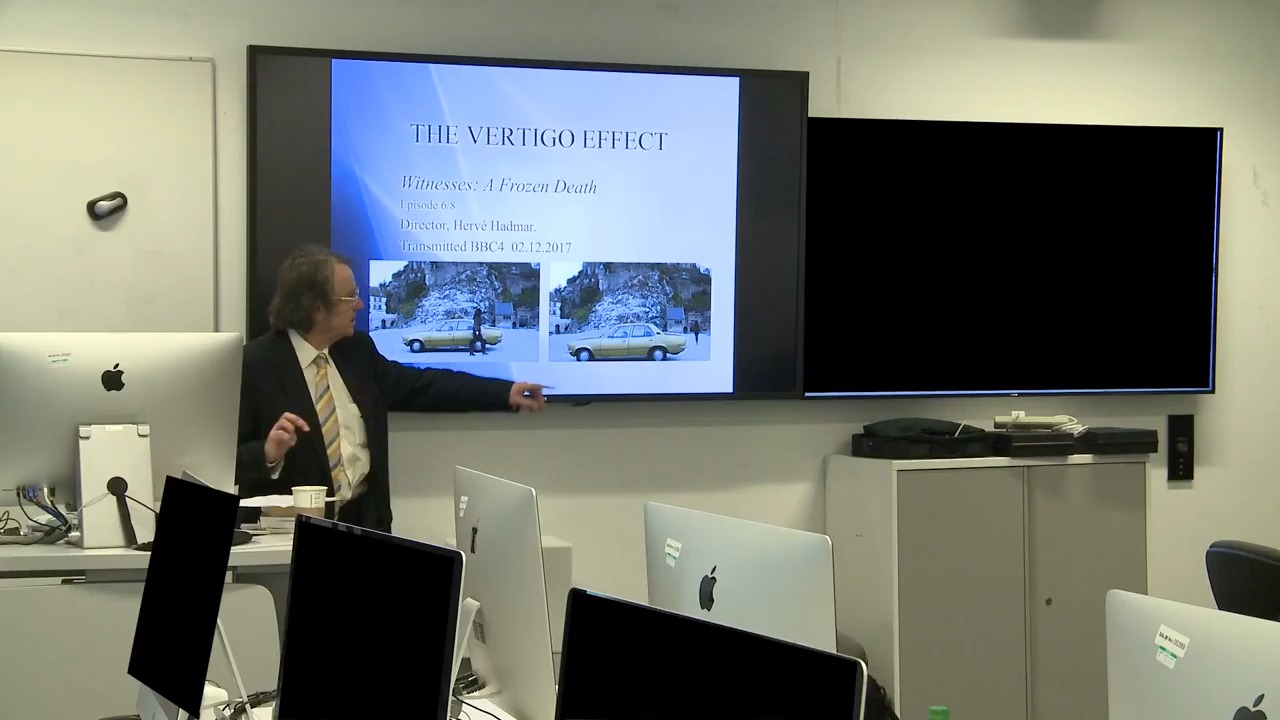 THE VERTIGO EFFECT
Witnesses: A Frozen Death
Episode 6/8
Director, Hervé Hadmar.
Transmitted BBC4 02.12.2017